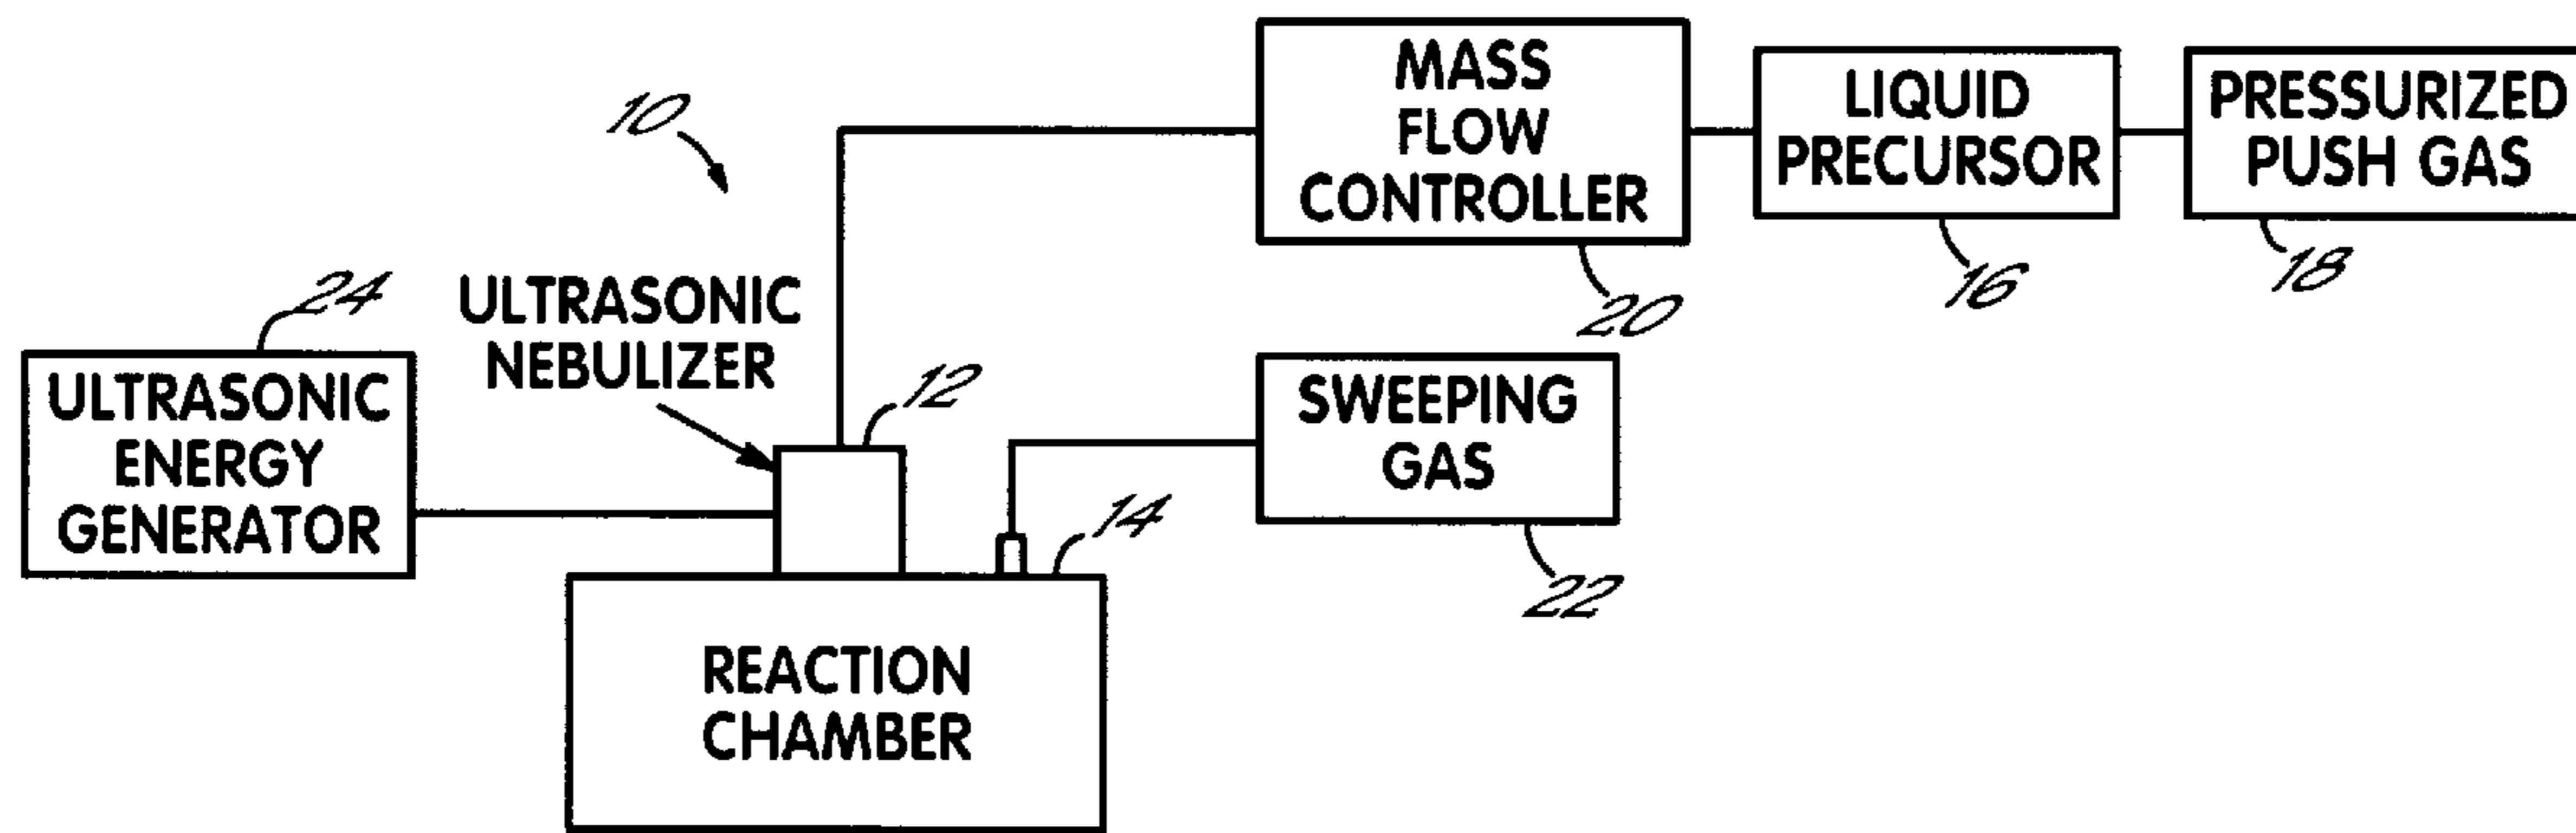 MASS
FLOW
CONTROLLER
LIQUID
PRECURSOR
PRESSURIZED
PUSH GAS
10
20
16
18
24
ULTRASONIC
NEBULIZER
12
ULTRASONIC
ENERGY
GENERATOR
SWEEPING
GAS
22
14
REACTION
CHAMBER